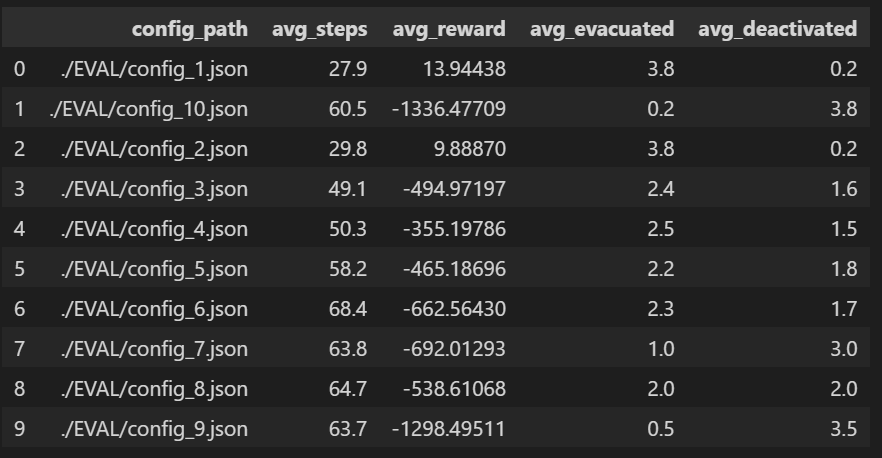 config_path avg_steps avg_reward avg_evacuated avg_deactivated
0 ./EVAL/config_1.json 27.9 13.94438 3.8 0.2
1 ./EVAL/config_10.json 60.5 -1336.47709 0.2 3.8
2 ./EVAL/config_2.json 29.8 9.88870 3.8 0.2
3 ./EVAL/config_3.json 49.1 -494.97197 2.4 1.6
4 ./EVAL/config_4.json 50.3 -355.19786 2.5 1.5
5 ./EVAL/config_5.json 58.2 -465.18696 2.2 1.8
6 ./EVAL/config_6.json 68.4 -662.56430 2.3 1.7
7 ./EVAL/config_7.json 63.8 -692.01293 1.0 3.0
8 ./EVAL/config_8.json 64.7 -538.61068 2.0 2.0
9 ./EVAL/config_9.json 63.7 -1298.49511 0.5 3.5